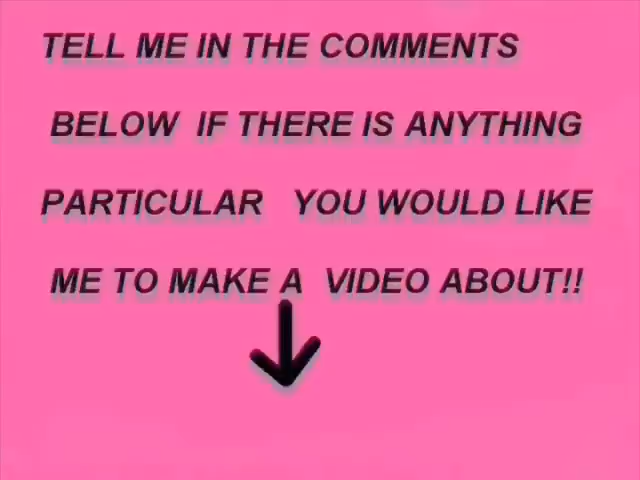 TELL ME IN THE COMMENTS
BELOW IF THERE IS ANYTHING
PARTICULAR YOU WOULD LIKE
ME TO MAKE A VIDEO ABOUT!!